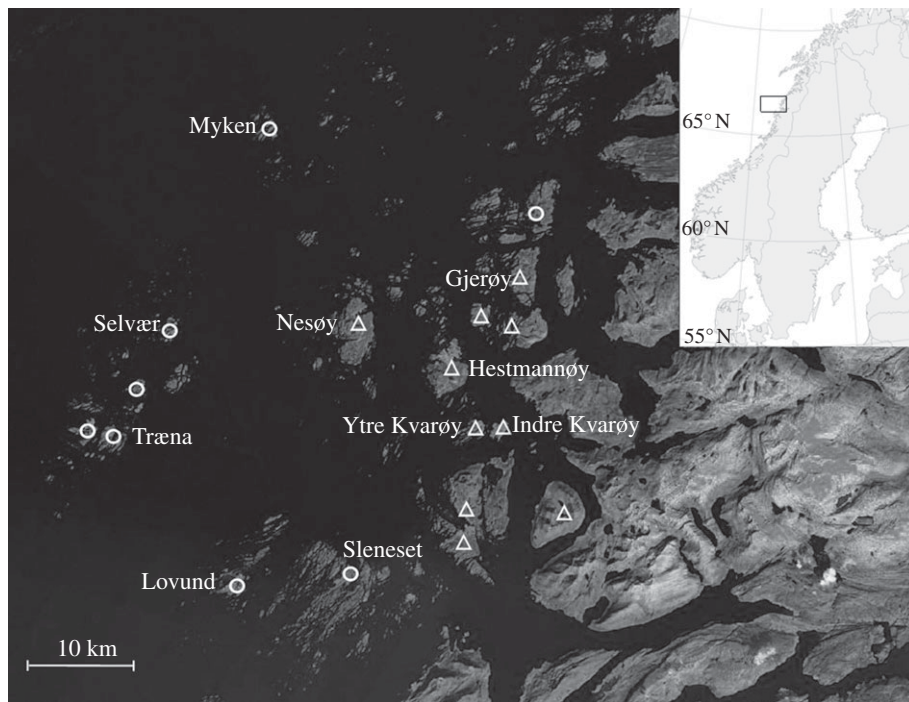 Myken
65° N
60° N
Gjerøy
Selvær
Nesøy
55° N
Hestmannøy
Ytre Kvarøy
Indre Kvarøy
Træna
Sleneset
Lovund
10 km